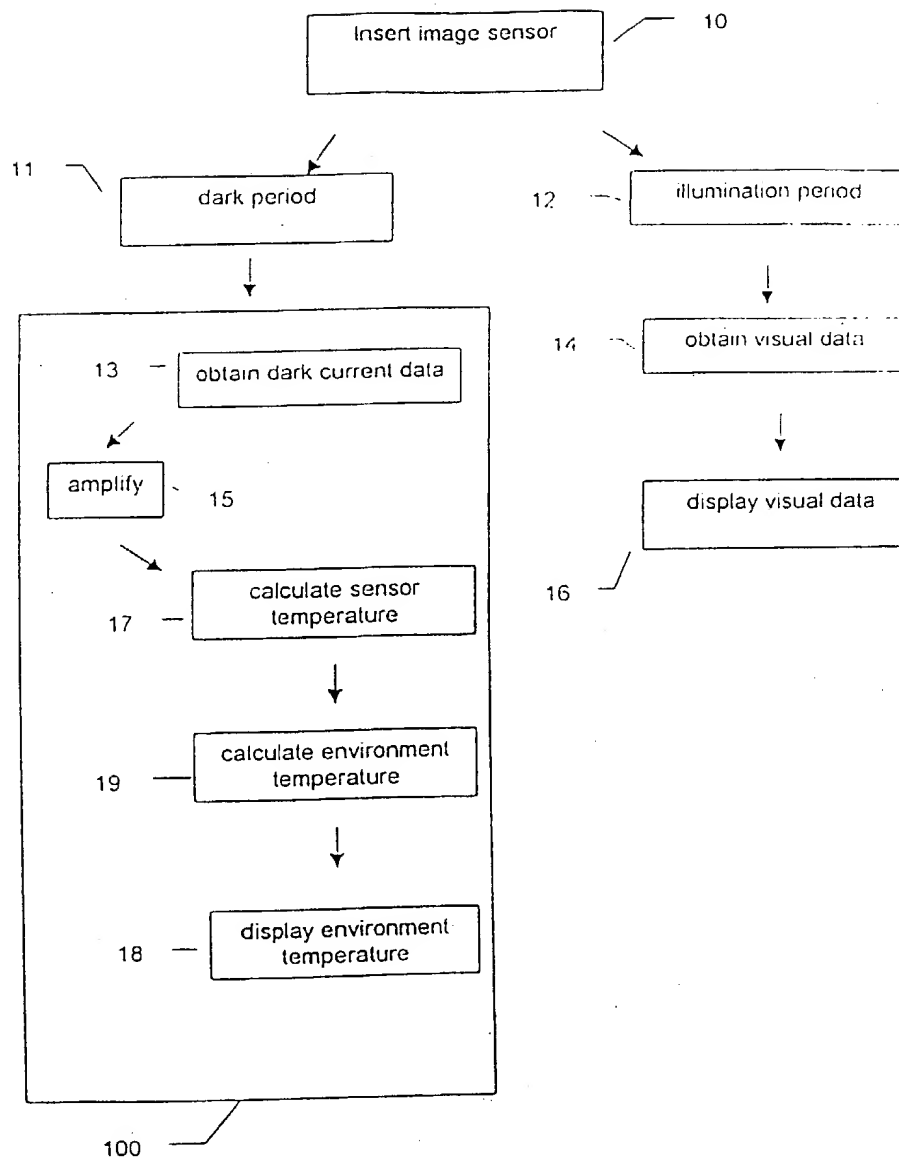 Insert image sensor
10
11
dark period
12
illumination period
13
obtain dark current data
14
obtain visual data
amplify
15
display visual data
16
17
calculate sensor
temperature
19
calculate environment
temperature
18
display environment
temperature
100